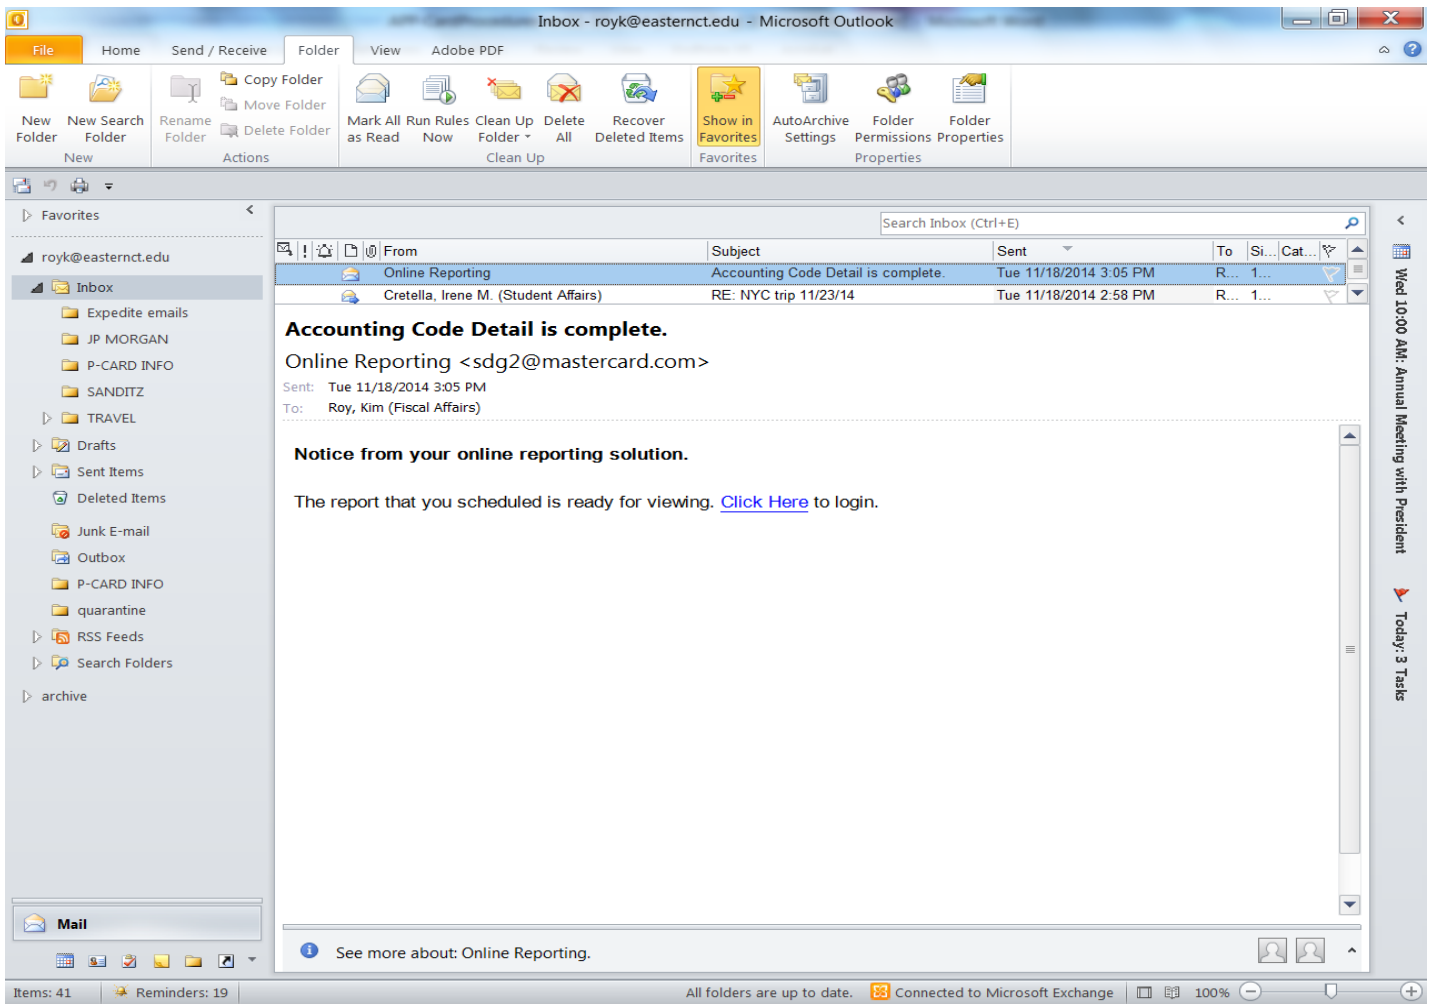 Inbox - royk@easternct.edu - Microsoft Outlook
File Home Send / Receive Folder View Adobe PDF
New Folder
New Search Folder
New
Rename Folder
Copy Folder
Move Folder
Delete Folder
Actions
Mark All as Read
Run Rules Now
Clean Up Folder
Delete All
Recover Deleted Items
Clean Up
Show in Favorites
Favorites
AutoArchive Settings
Folder Permissions
Folder Properties
Properties
Favorites
royk@easternct.edu
Inbox
Expedite emails
JP MORGAN
P-CARD INFO
SANDITZ
TRAVEL
Drafts
Sent Items
Deleted Items
Junk E-mail
Outbox
P-CARD INFO
quarantine
RSS Feeds
Search Folders
archive
Mail
Search Inbox (Ctrl+E)
From Subject Sent To Si... Cat...
Online Reporting Accounting Code Detail is complete. Tue 11/18/2014 3:05 PM R... 1...
Cretella, Irene M. (Student Affairs) RE: NYC trip 11/23/14 Tue 11/18/2014 2:58 PM R... 1...
Accounting Code Detail is complete.
Online Reporting <sdg2@mastercard.com>
Sent: Tue 11/18/2014 3:05 PM
To: Roy, Kim (Fiscal Affairs)
Notice from your online reporting solution.
The report that you scheduled is ready for viewing. Click Here to login.
See more about: Online Reporting.
Wed 10:00 AM: Annual Meeting with President
Today: 3 Tasks
Items: 41 Reminders: 19 All folders are up to date. Connected to Microsoft Exchange 100%